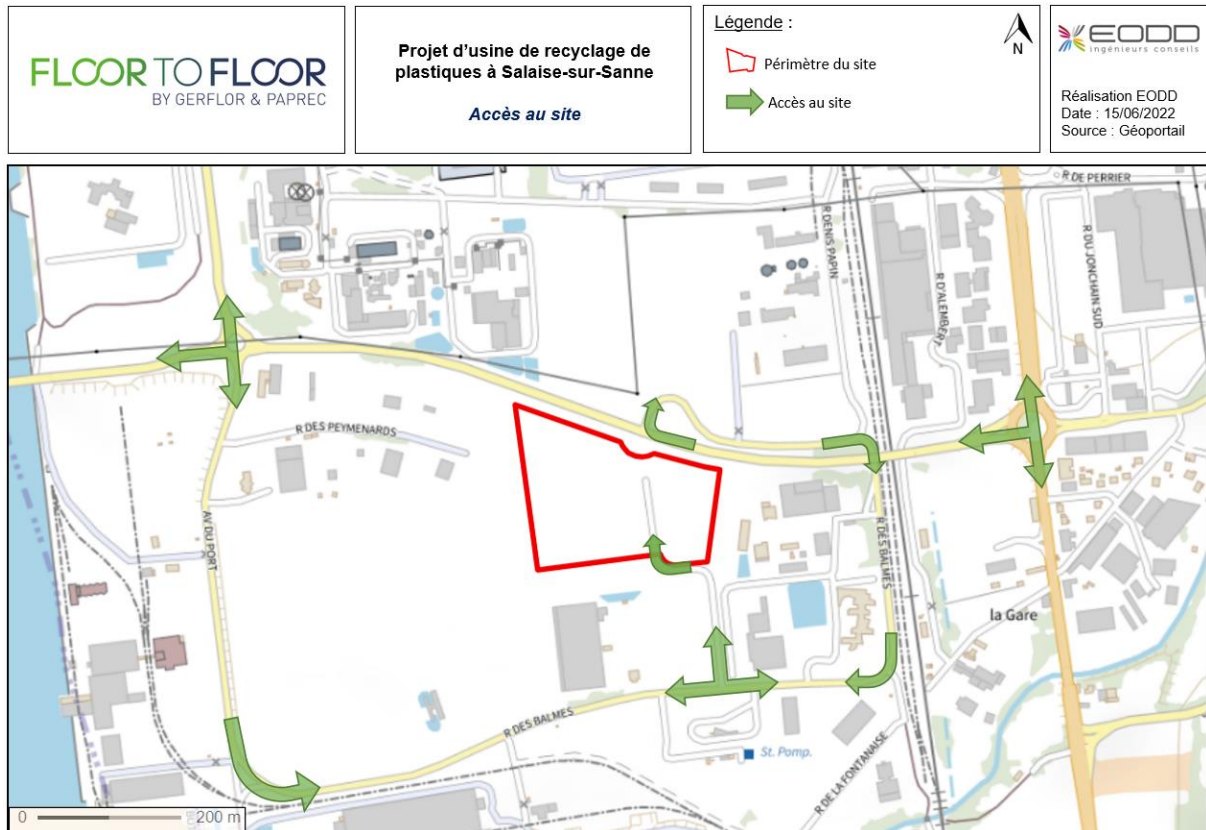 FLOOR TO FLOOR
BY GERFLOR & PAPREC
Projet d'usine de recyclage de
plastiques à Salaise-sur-Sanne
Accès au site
Légende :
N
Périmètre du site
Accès au site
EODD
ingénieurs conseils
Réalisation EODD
Date : 15/06/2022
Source : Géoportail
R DE PERRIER
R DENIS PAPIN
R D'ALEMBERT
R DU JONCHAIN SUD
R DES PEYMENARDS
AV DU PORT
R DES BALMES
la Gare
R DES BALMES
St. Pomp.
R DE LA FONTANAISE
0 200 m